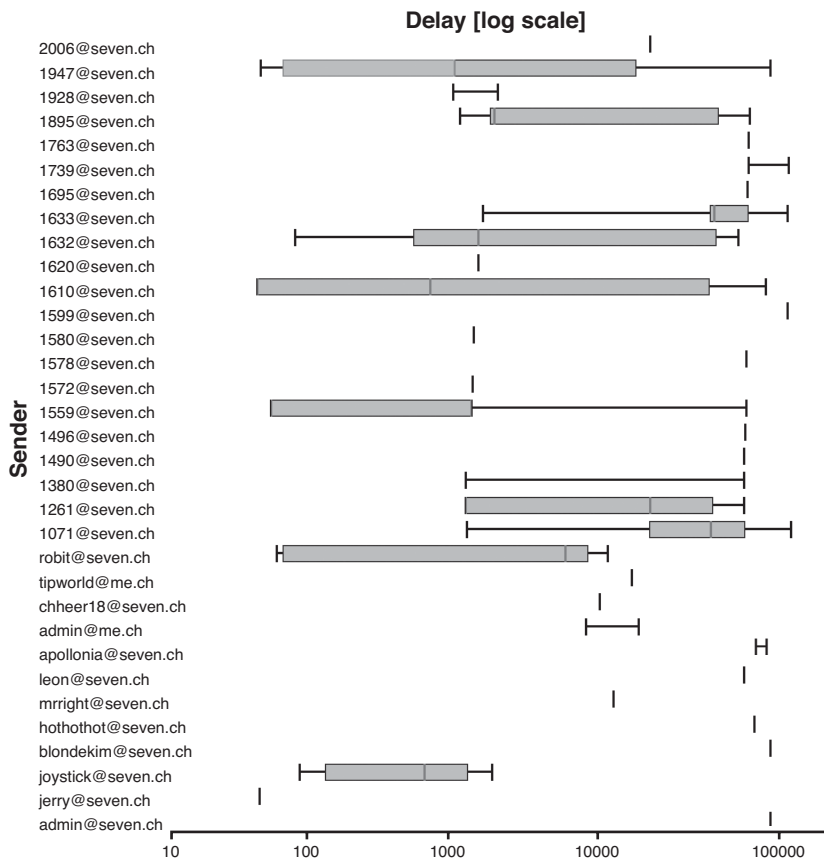 Delay [log scale]
2006@seven.ch
1947@seven.ch
1928@seven.ch
1895@seven.ch
1763@seven.ch
1739@seven.ch
1695@seven.ch
1633@seven.ch
1632@seven.ch
1620@seven.ch
1610@seven.ch
1599@seven.ch
1580@seven.ch
1578@seven.ch
1572@seven.ch
1559@seven.ch
1496@seven.ch
1490@seven.ch
1380@seven.ch
1261@seven.ch
1071@seven.ch
robit@seven.ch
tipworld@me.ch
chheer18@seven.ch
admin@me.ch
apollonia@seven.ch
leon@seven.ch
mrright@seven.ch
hothothot@seven.ch
blondekim@seven.ch
joystick@seven.ch
jerry@seven.ch
admin@seven.ch
Sender
10 100 1000 10000 100000